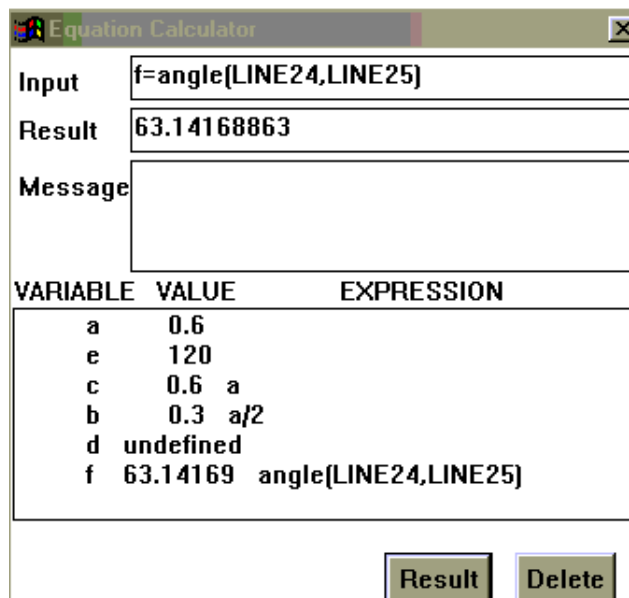 Equation Calculator
Input f=angle(LINE24,LINE25)
Result 63.14168863
Message
VARIABLE VALUE EXPRESSION
a 0.6
e 120
c 0.6 a
b 0.3 a/2
d undefined
f 63.14169 angle(LINE24,LINE25)
Result Delete